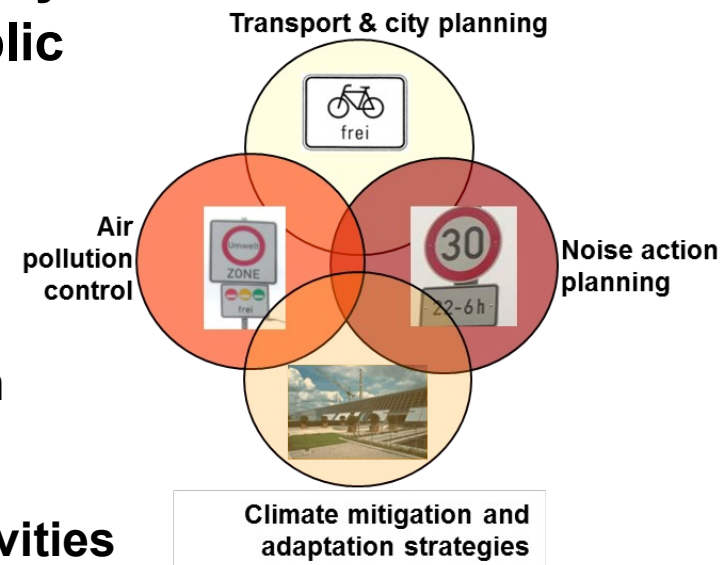 Transport & city planning
blic
frei
Air
pollution
control
Umwelt
ZONE
frei
30
22-6h
Noise action
planning
Climate mitigation and
adaptation strategies
vities